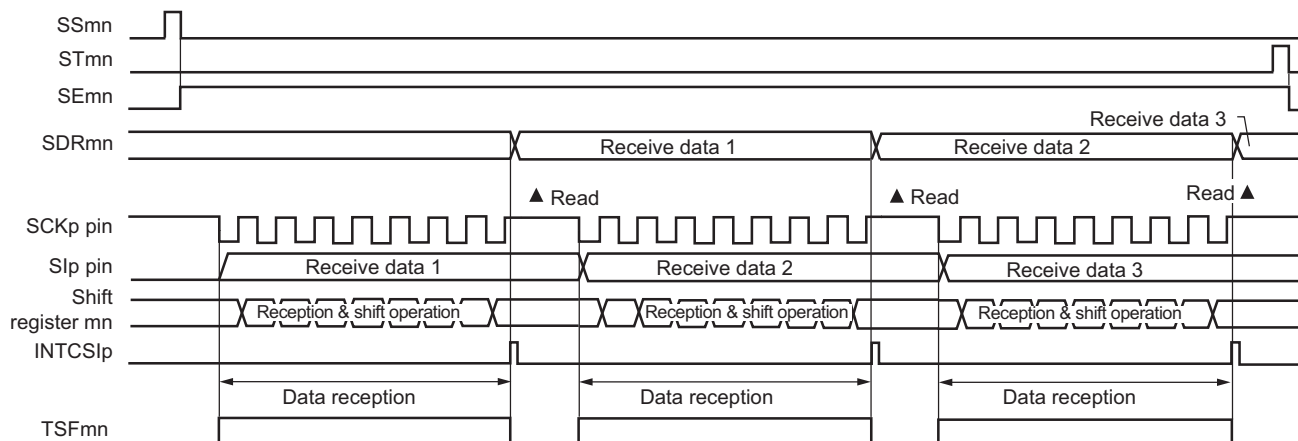 SSmn
STmn
SEmn
Receive data 3
SDRmn
Receive data 1
Receive data 2
Read
Read
Read
SCKp pin
SIp pin
Receive data 1
Receive data 2
Receive data 3
Shift
register mn
Reception & shift operation
Reception & shift operation
Reception & shift operation
INTCSIp
Data reception
Data reception
Data reception
TSFmn